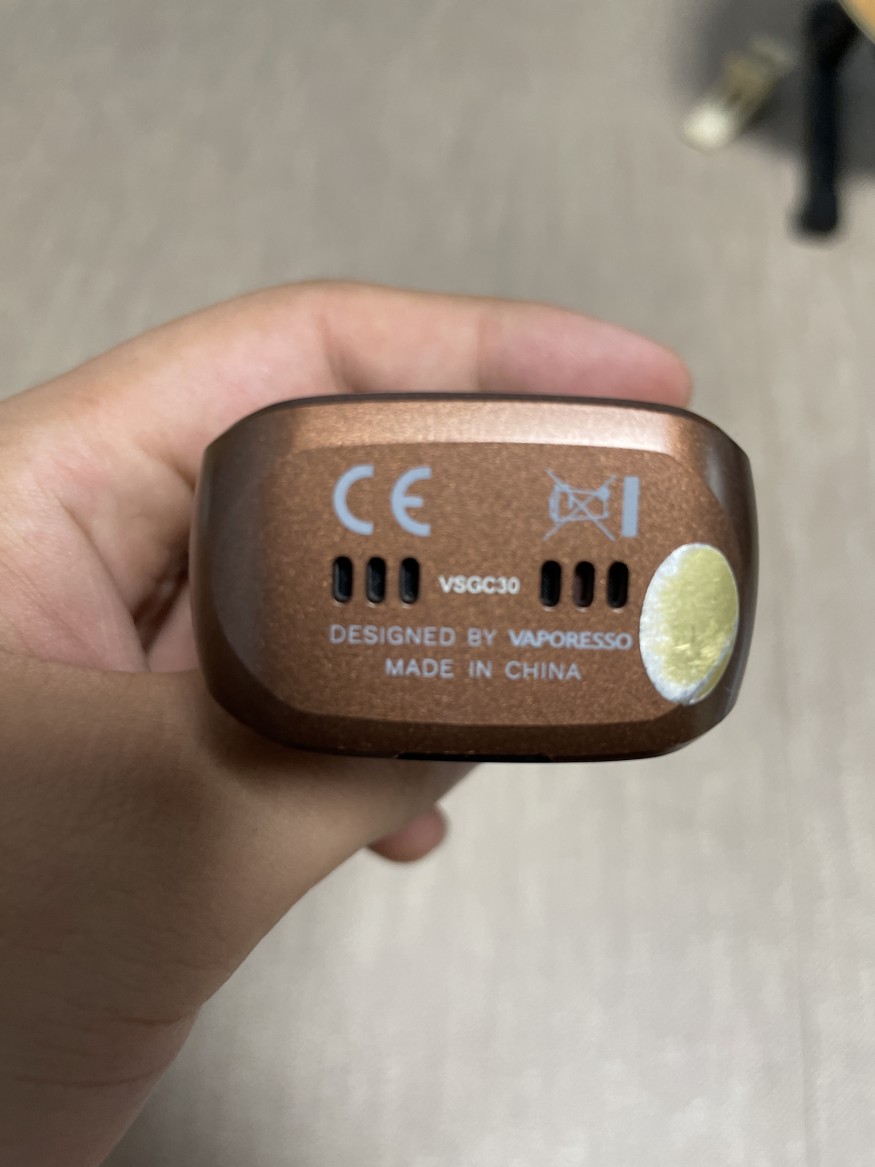 CE
VSGC30
DESIGNED BY VAPORESSO
MADE IN CHINA